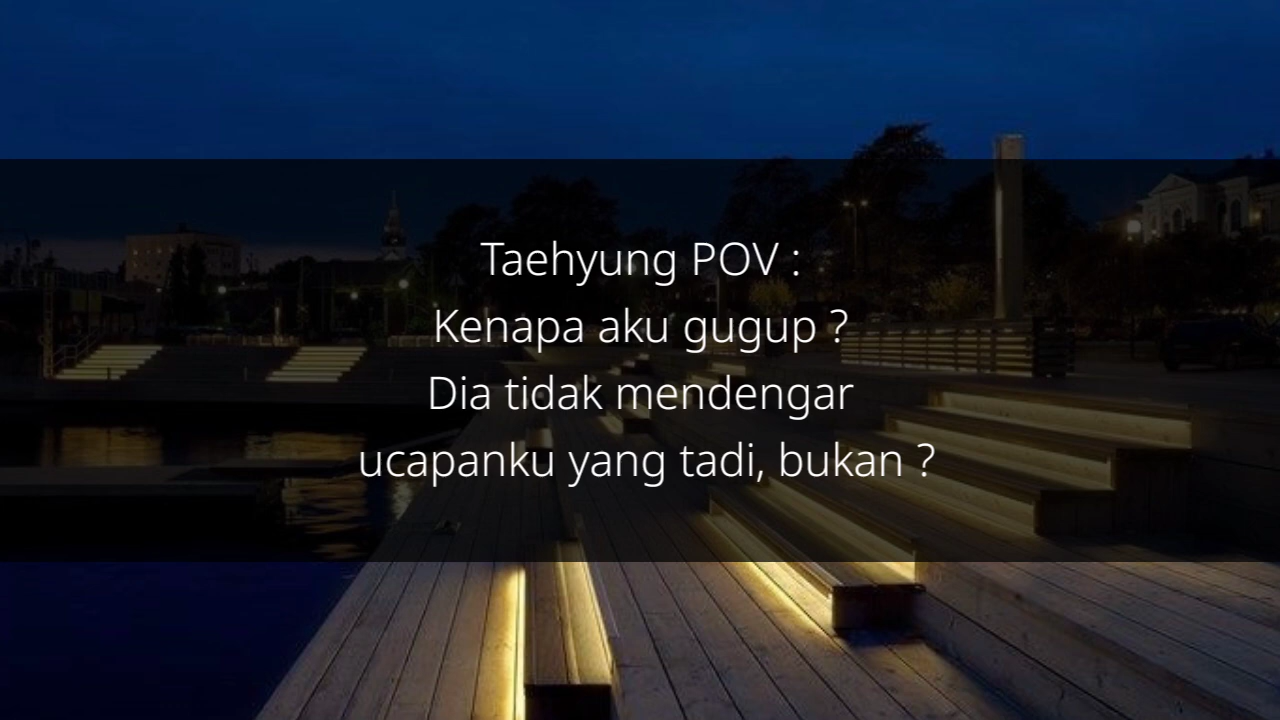 Taehyung POV :
Kenapa aku gugup ?
Dia tidak mendengar
ucapanku yang tadi, bukan ?